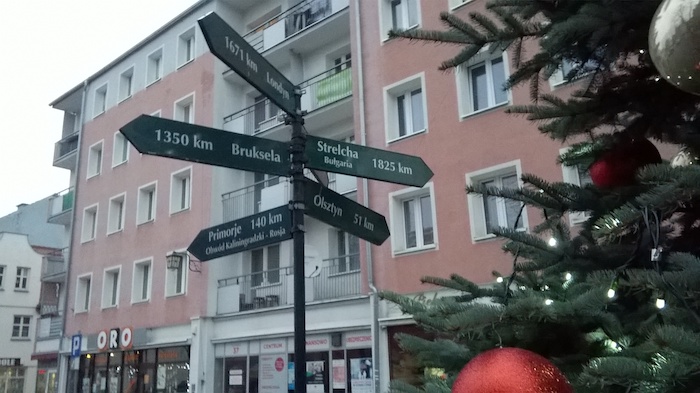 1671 km Londyn
1350 km Bruksela
Strelcha
Bułgaria 1825 km
Olsztyn 51 km
Primorje 140 km
Obwód Kaliningradzki - Rosja
P
ORO
37